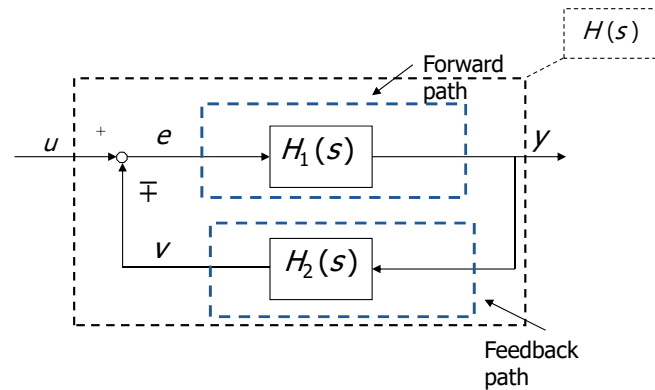 H(s)
Forward
path
+
u
e
H₁(s)
y
∓
v
H₂(s)
Feedback
path